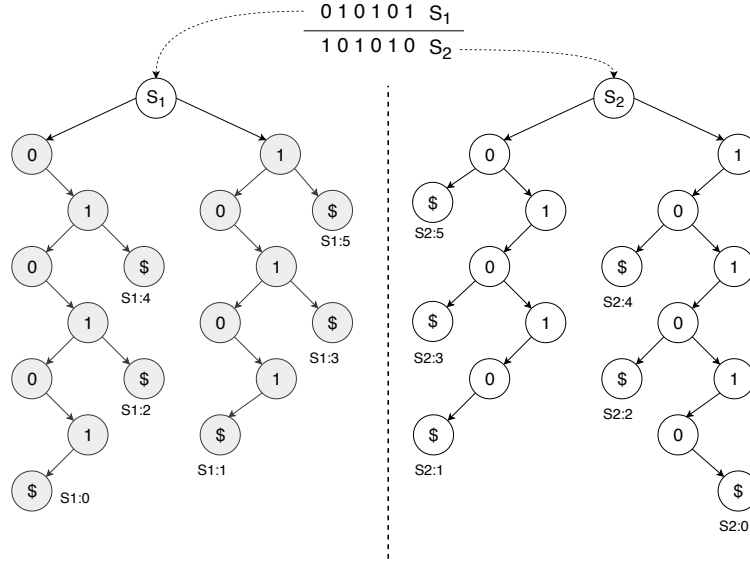 0 1 0 1 0 1 S1
1 0 1 0 1 0 S2
S1 S2
0 1 0 1
1 0 $ $ 1 0
S1:5 S2:5
0 1 $ 0 $ 1
S1:4 S2:4
1 0 $ $ 1 0
S1:3 S2:3
0 1 $ 0 $ 1
S1:2 S2:2
1 $ $ 0
S1:1 S2:1
$ S1:0 $
S2:0